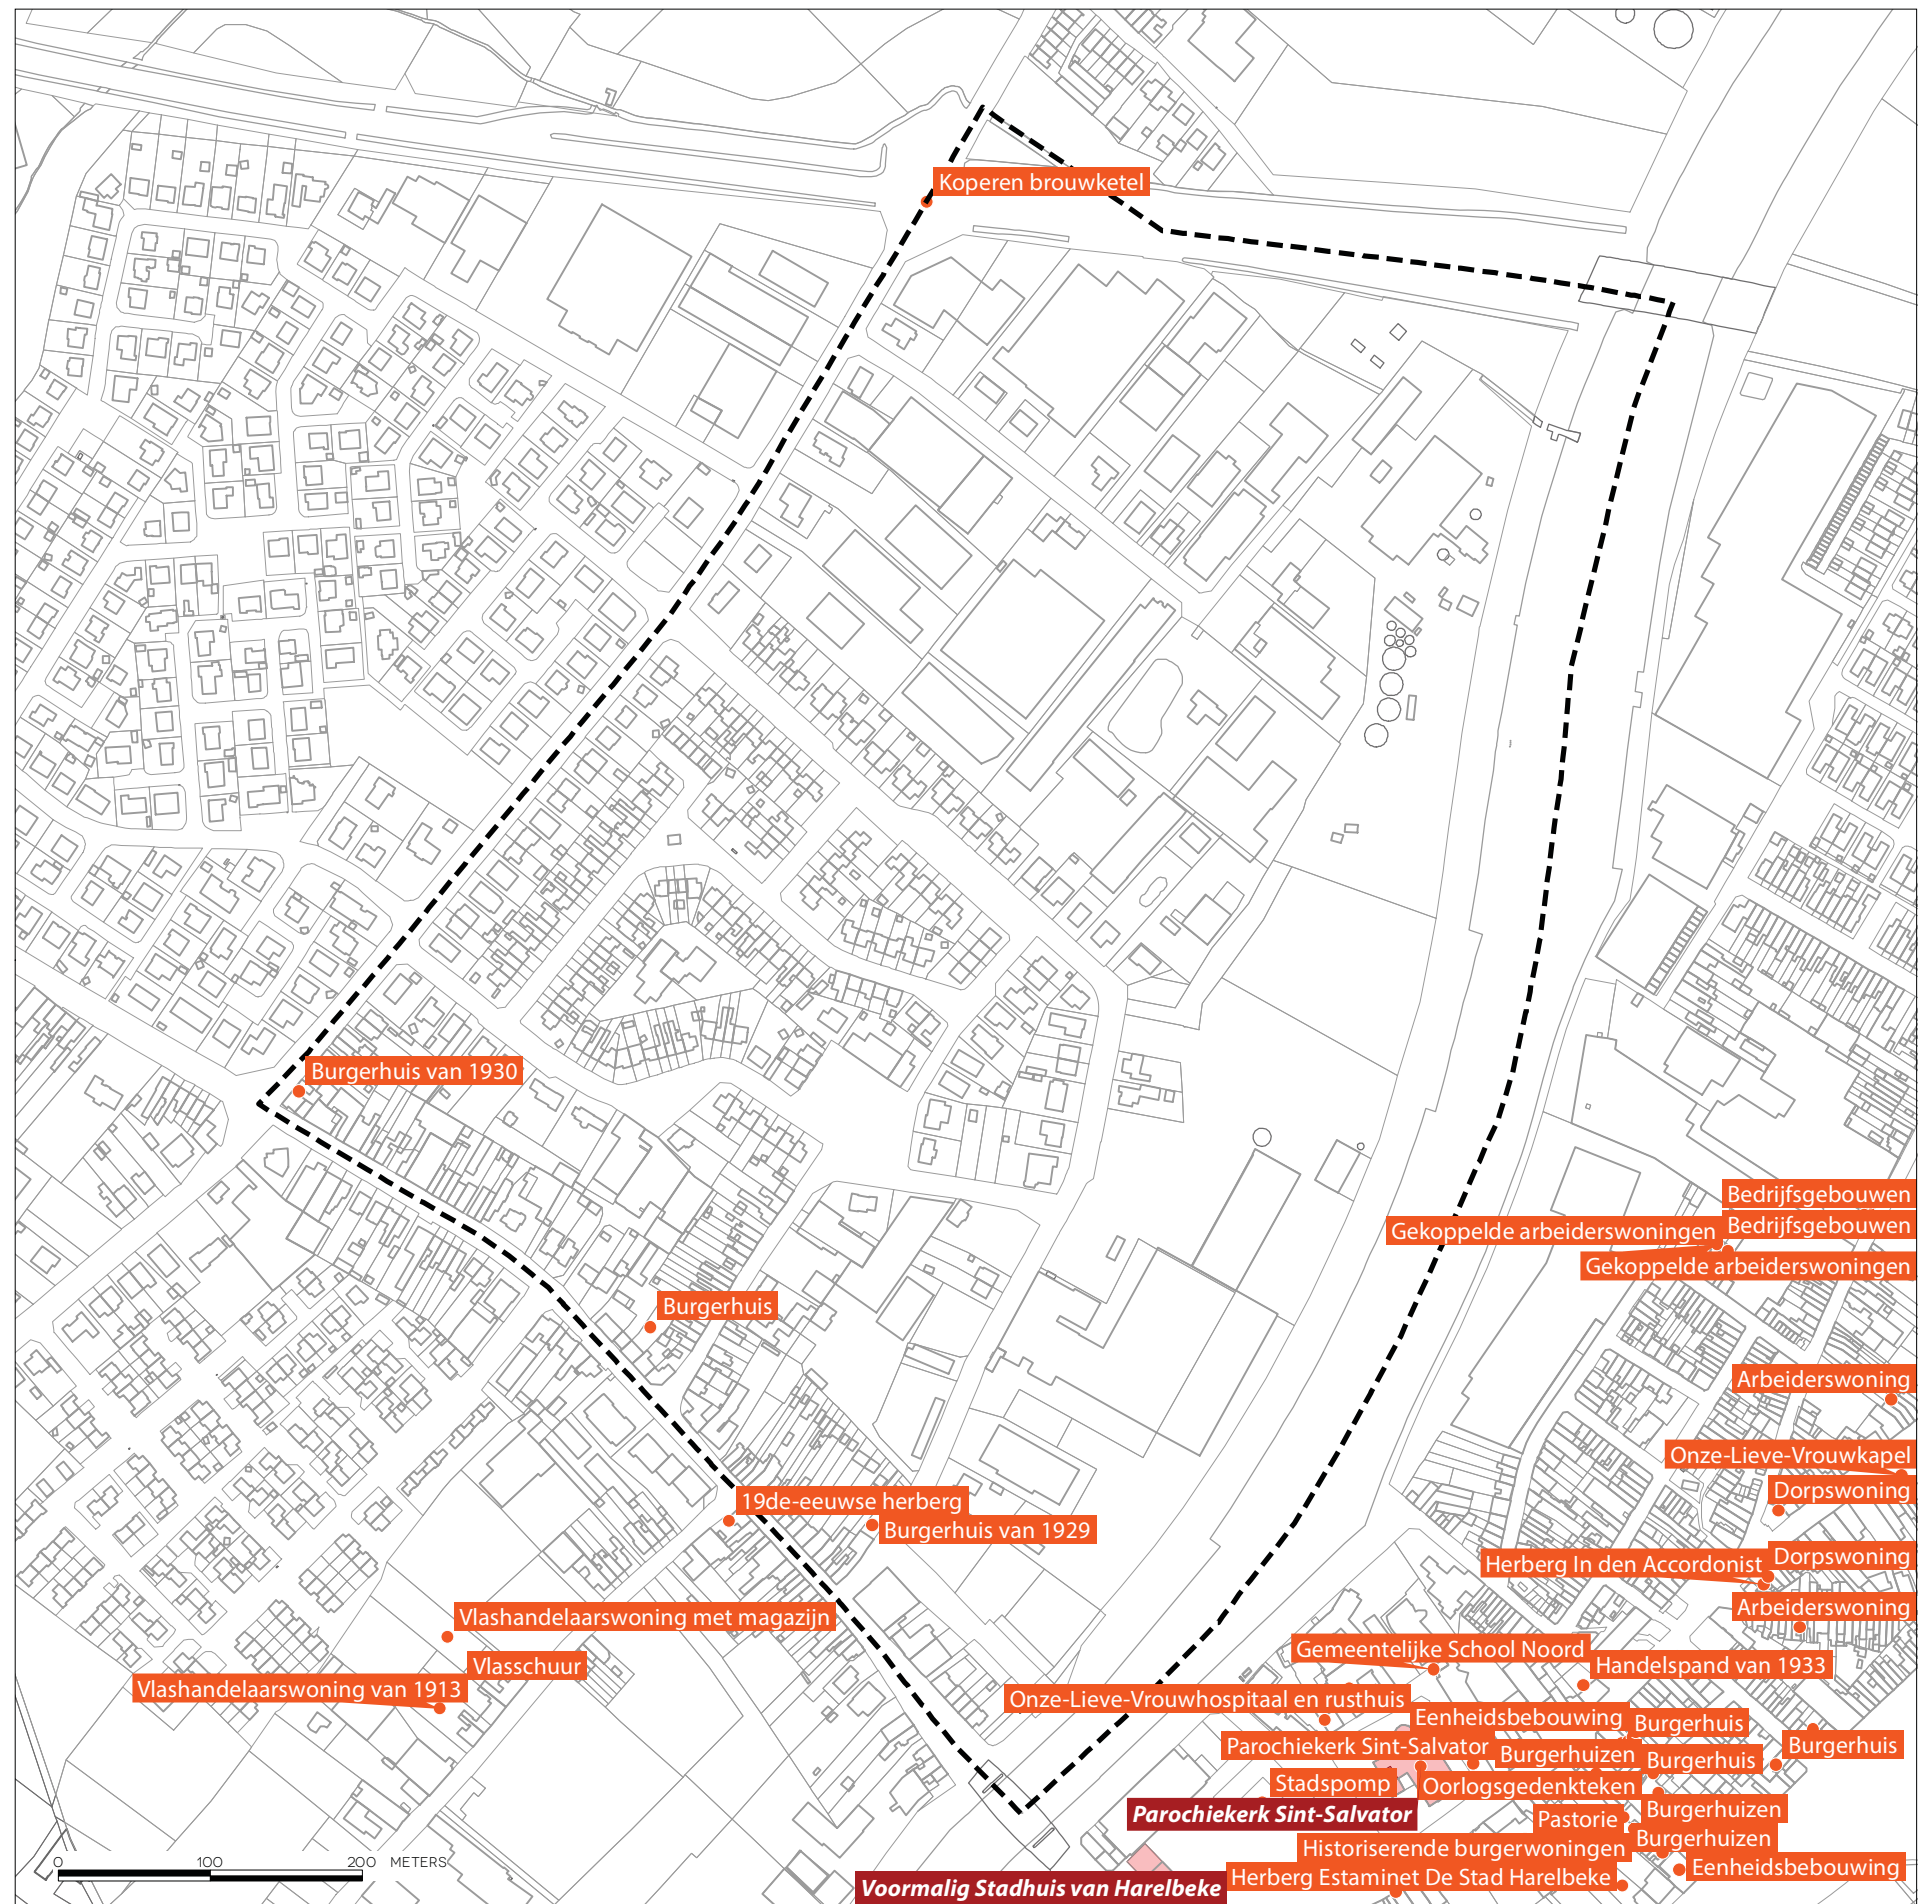 Koperen brouwketel
Burgerhuis van 1930
Bedrijfsgebouwen
Gekoppelde arbeiderswoningen
Bedrijfsgebouwen
Gekoppelde arbeiderswoningen
Burgerhuis
Arbeiderswoning
Onze-Lieve-Vrouwkapel
Dorpswoning
19de-eeuwse herberg
Burgerhuis van 1929
Herberg In den Accordonist
Dorpswoning
Arbeiderswoning
Vlashandelaarswoning met magazijn
Gemeentelijke School Noord
Handelspand van 1933
Vlasschuur
Vlashandelaarswoning van 1913
Onze-Lieve-Vrouwhospitaal en rusthuis
Eenheidsbebouwing
Burgerhuis
Parochiekerk Sint-Salvator
Burgerhuizen
Burgerhuis
Burgerhuis
Stadspomp
Oorlogsgedenkteken
Parochiekerk Sint-Salvator
Pastorie
Burgerhuizen
Historiserende burgerwoningen
Burgerhuizen
Herberg Estaminet De Stad Harelbeke
Eenheidsbebouwing
Voormalig Stadhuis van Harelbeke
0 100 200 METERS